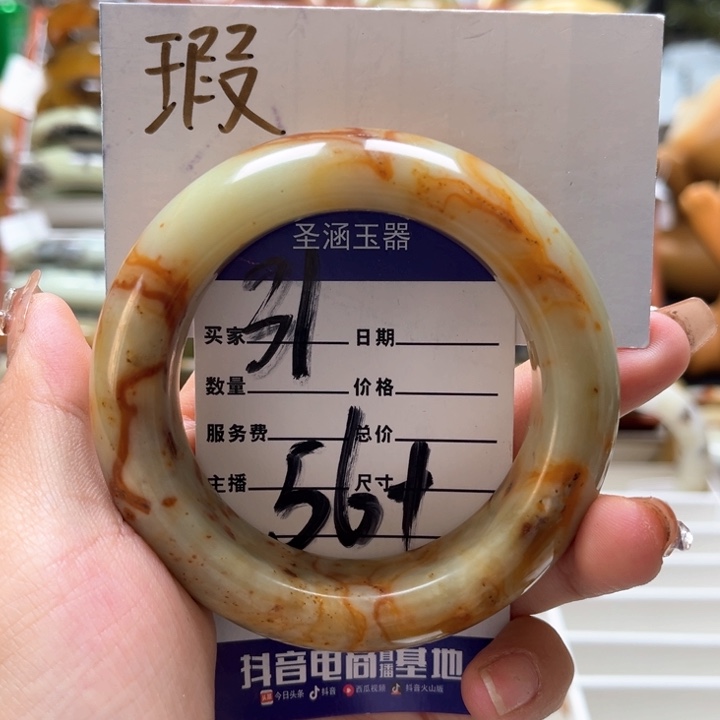 瑕
圣涵玉器
31
买家 日期
数量 价格
服务费 总价
主播 尺寸
56+
抖音电商直播基地
今日头条 抖音 西瓜视频 抖音火山版